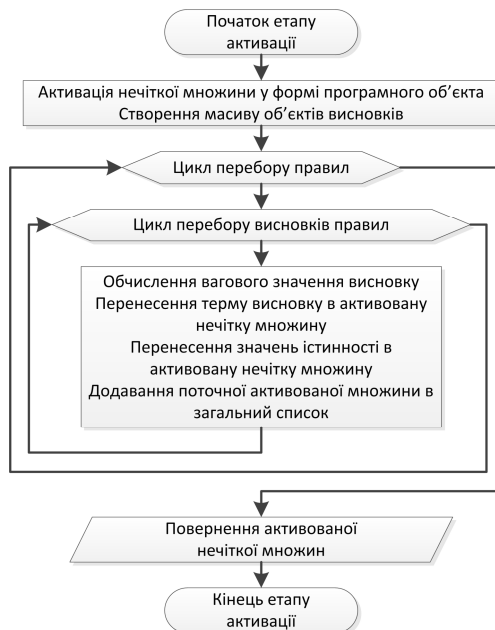 Початок етапу
активації
Активація нечіткої множини у формі програмного об’єкта
Створення масиву об’єктів висновків
Цикл перебору правил
Цикл перебору висновків правил
Обчислення вагового значення висновку
Перенесення терму висновку в активовану
нечітку множину
Перенесення значень істинності в
активовану нечітку множину
Додавання поточної активованої множини в
загальний список
Повернення активованої
нечіткої множин
Кінець етапу
активації